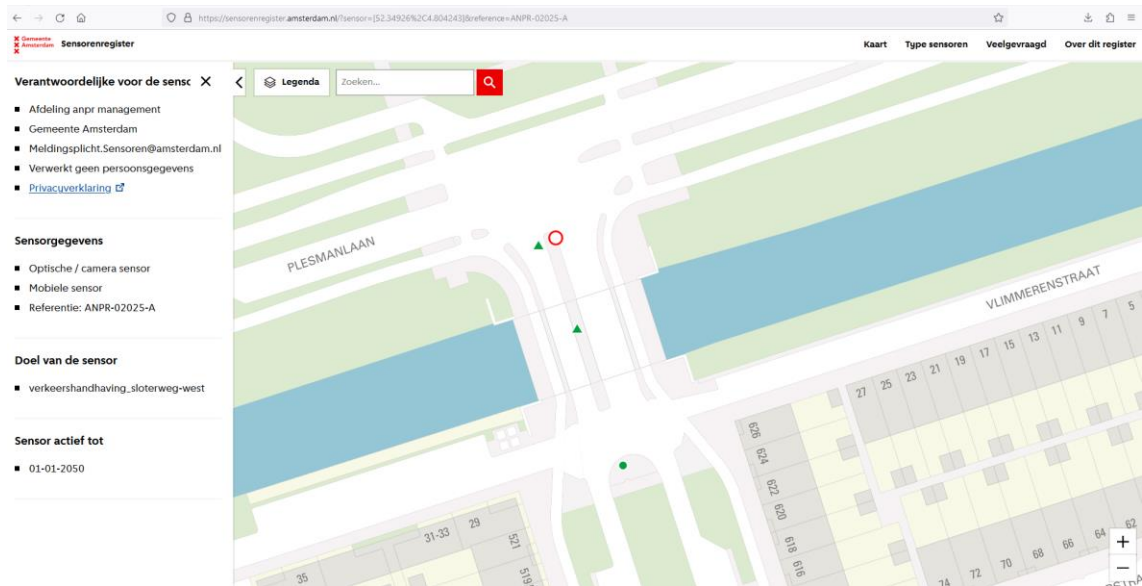 https://sensorenregister.amsterdam.nl/?sensor=[52.34926%2C4.804243]&reference=ANPR-02025-A
Gemeente
Amsterdam
Sensorenregister
Kaart
Type sensoren
Veelgevraagd
Over dit register
Verantwoordelijke voor de sensc
Afdeling anpr management
Gemeente Amsterdam
Meldingsplicht.Sensoren@amsterdam.nl
Verwerkt geen persoonsgegevens
Privacyverklaring
Sensorgegevens
Optische / camera sensor
Mobiele sensor
Referentie: ANPR-02025-A
Doel van de sensor
verkeershandhaving_sloterweg-west
Sensor actief tot
01-01-2050
Legenda
Zoeken...
PLESMANLAAN
VLIMMERENSTRAAT
5
7
9
11
13
15
17
19
21
23
25
27
626
624
622
620
618
616
31-33
29
521
519
35
62
64
66
68
70
72
74